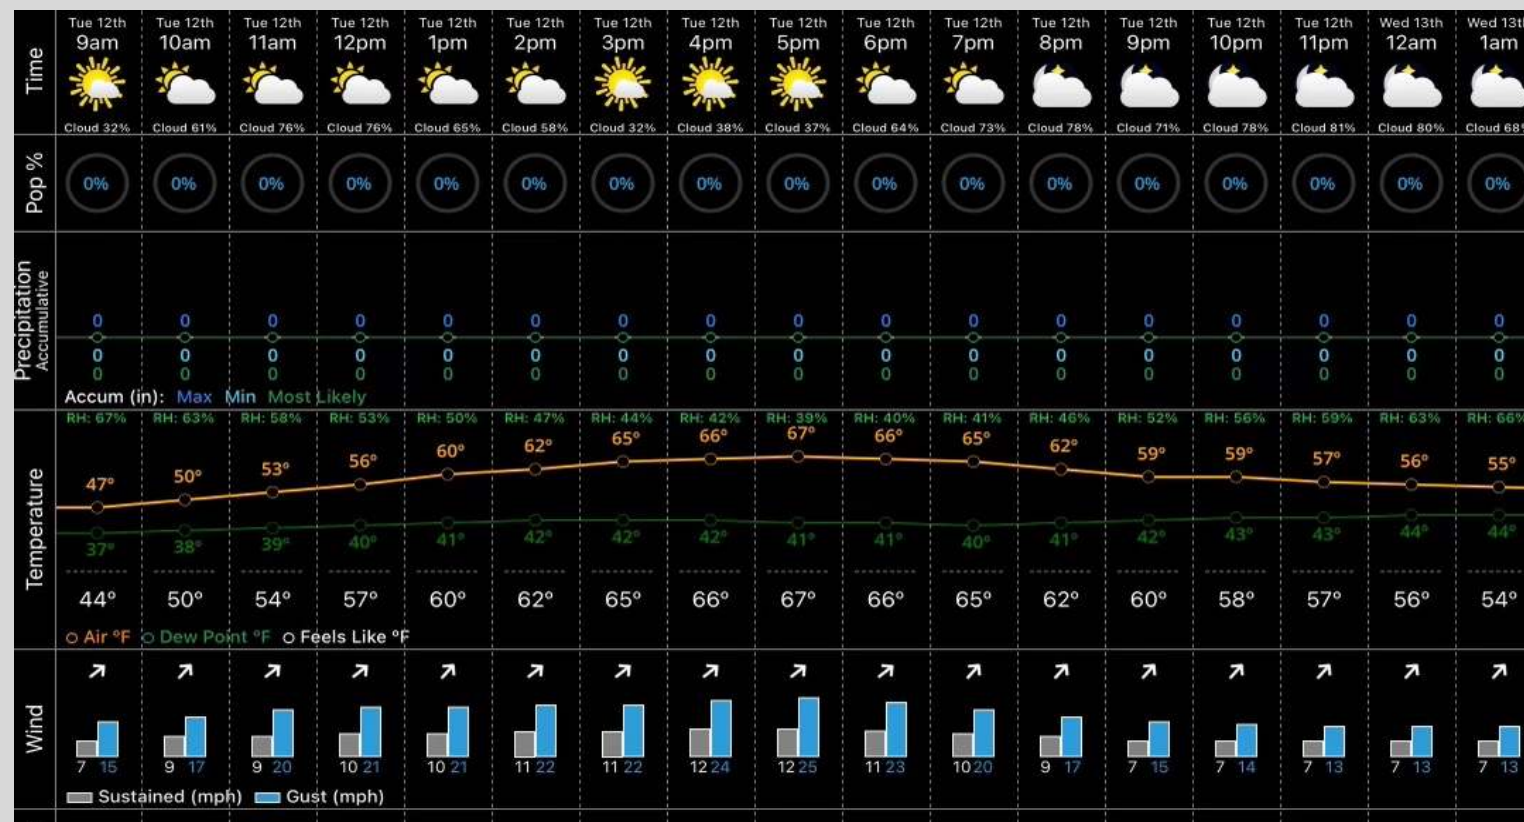 Time
Tue 12th Tue 12th Tue 12th Tue 12th Tue 12th Tue 12th Tue 12th Tue 12th Tue 12th Tue 12th Tue 12th Tue 12th Tue 12th Tue 12th Tue 12th Wed 13th Wed 13th
9am 10am 11am 12pm 1pm 2pm 3pm 4pm 5pm 6pm 7pm 8pm 9pm 10pm 11pm 12am 1am
Cloud 32% Cloud 61% Cloud 76% Cloud 76% Cloud 65% Cloud 58% Cloud 32% Cloud 38% Cloud 37% Cloud 64% Cloud 73% Cloud 78% Cloud 71% Cloud 78% Cloud 81% Cloud 80% Cloud 68%
Pop %
0% 0% 0% 0% 0% 0% 0% 0% 0% 0% 0% 0% 0% 0% 0% 0% 0%
Precipitation
Accumulative
0 0 0 0 0 0 0 0 0 0 0 0 0 0 0 0 0
0 0 0 0 0 0 0 0 0 0 0 0 0 0 0 0 0
0 0 0 0 0 0 0 0 0 0 0 0 0 0 0 0 0
Accum (in): Max Min Most Likely
Temperature
RH: 67% RH: 63% RH: 58% RH: 53% RH: 50% RH: 47% RH: 44% RH: 42% RH: 39% RH: 40% RH: 41% RH: 46% RH: 52% RH: 56% RH: 59% RH: 63% RH: 66%
47° 50° 53° 56° 60° 62° 65° 66° 67° 66° 65° 62° 59° 59° 57° 56° 55°
37° 38° 39° 40° 41° 42° 42° 42° 41° 41° 40° 41° 42° 43° 43° 44° 44°
44° 50° 54° 57° 60° 62° 65° 66° 67° 66° 65° 62° 60° 58° 57° 56° 54°
Air °F Dew Point °F Feels Like °F
Wind
7 15 9 17 9 20 10 21 10 21 11 22 11 22 12 24 12 25 11 23 10 20 9 17 7 15 7 14 7 13 7 13 7 13
Sustained (mph) Gust (mph)